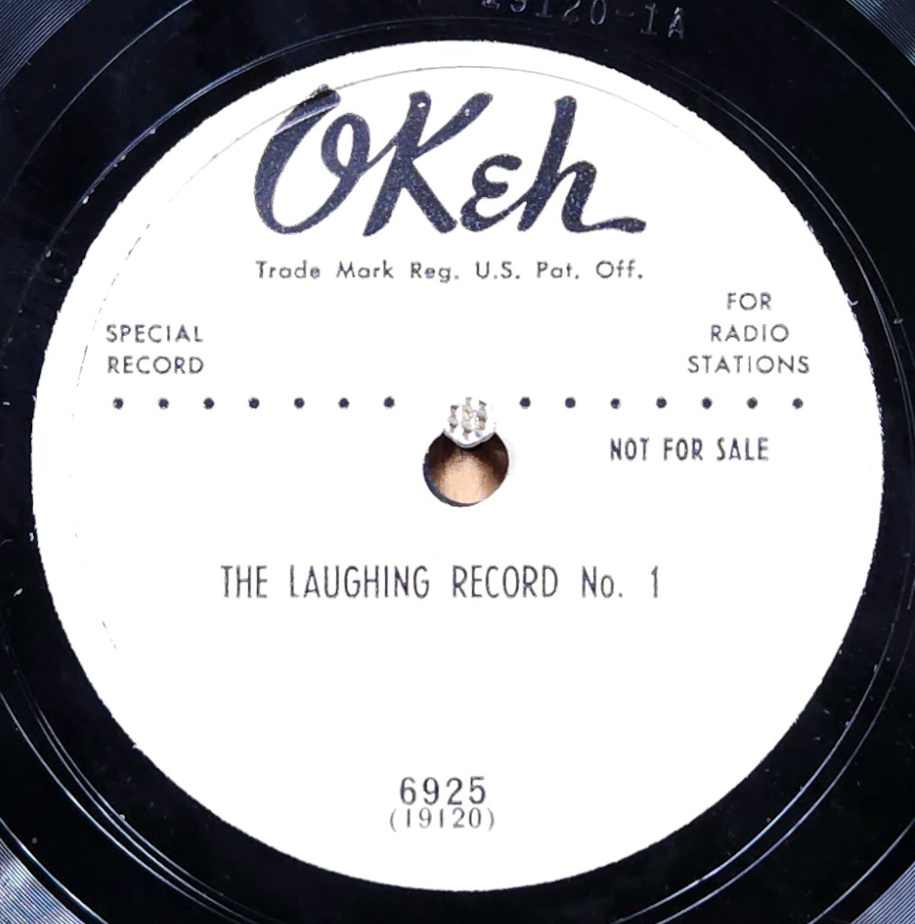 19120-1A
OKeh
Trade Mark Reg. U.S. Pat. Off.
SPECIAL
RECORD
FOR
RADIO
STATIONS
NOT FOR SALE
THE LAUGHING RECORD No. 1
6925
(19120)